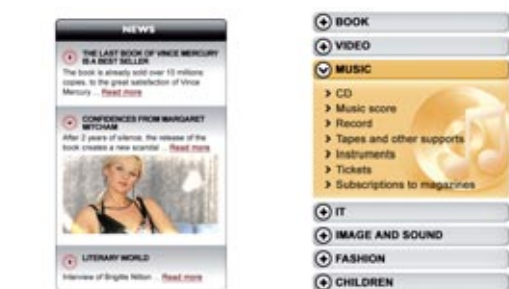 NEWS
THE LAST BOOK OF VINCE MERCURY
IS A BEST SELLER
The book is already sold over 10 millions
copies, to the great satisfaction of Vince
Mercury ... Read more
CONFIDENCES FROM MARGARET
MITCHAM
After 2 years of silence, the release of the
book creates a new scandal ... Read more
LITERARY WORLD
Interview of Brigitte Nilton ... Read more
BOOK
VIDEO
MUSIC
CD
Music score
Record
Tapes and other supports
Instruments
Tickets
Subscriptions to magazines
IT
IMAGE AND SOUND
FASHION
CHILDREN